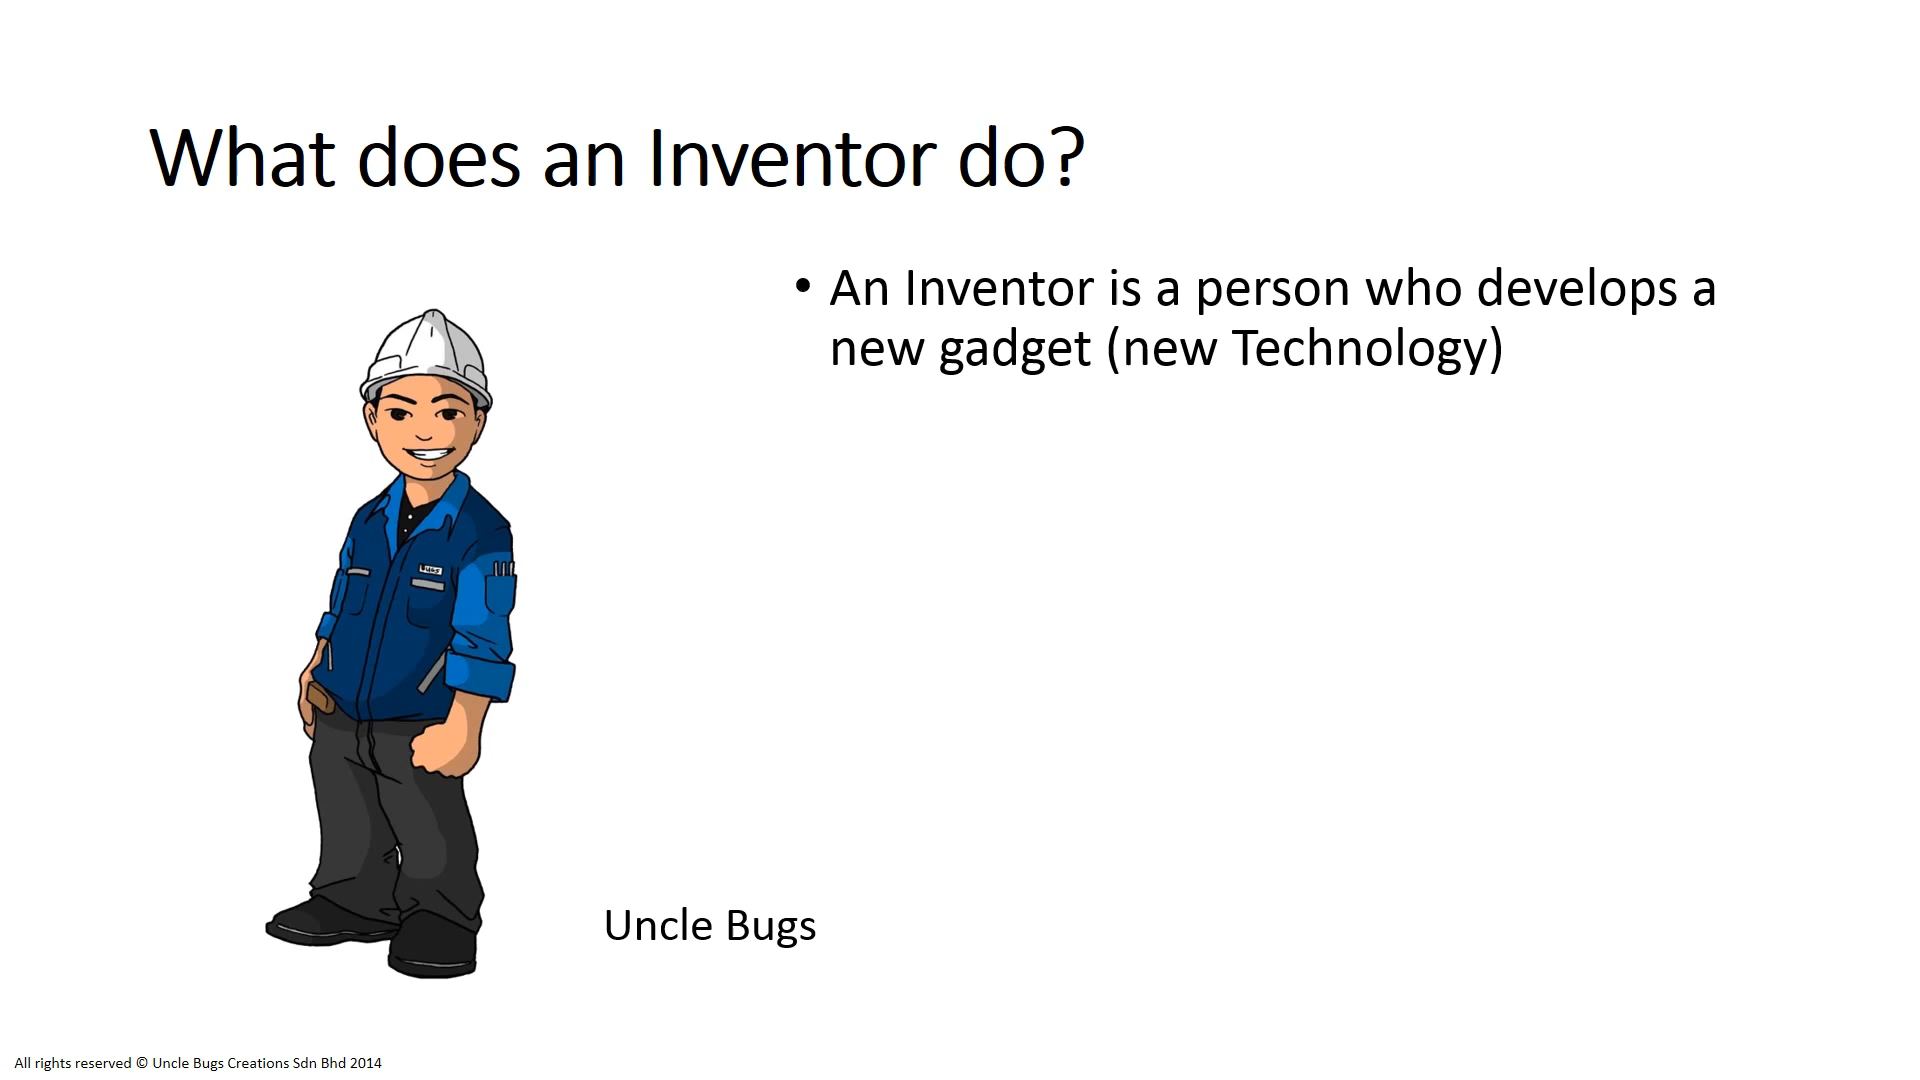 What does an Inventor do?
• An Inventor is a person who develops a
new gadget (new Technology)
BUGS
Uncle Bugs
All rights reserved © Uncle Bugs Creations Sdn Bhd 2014